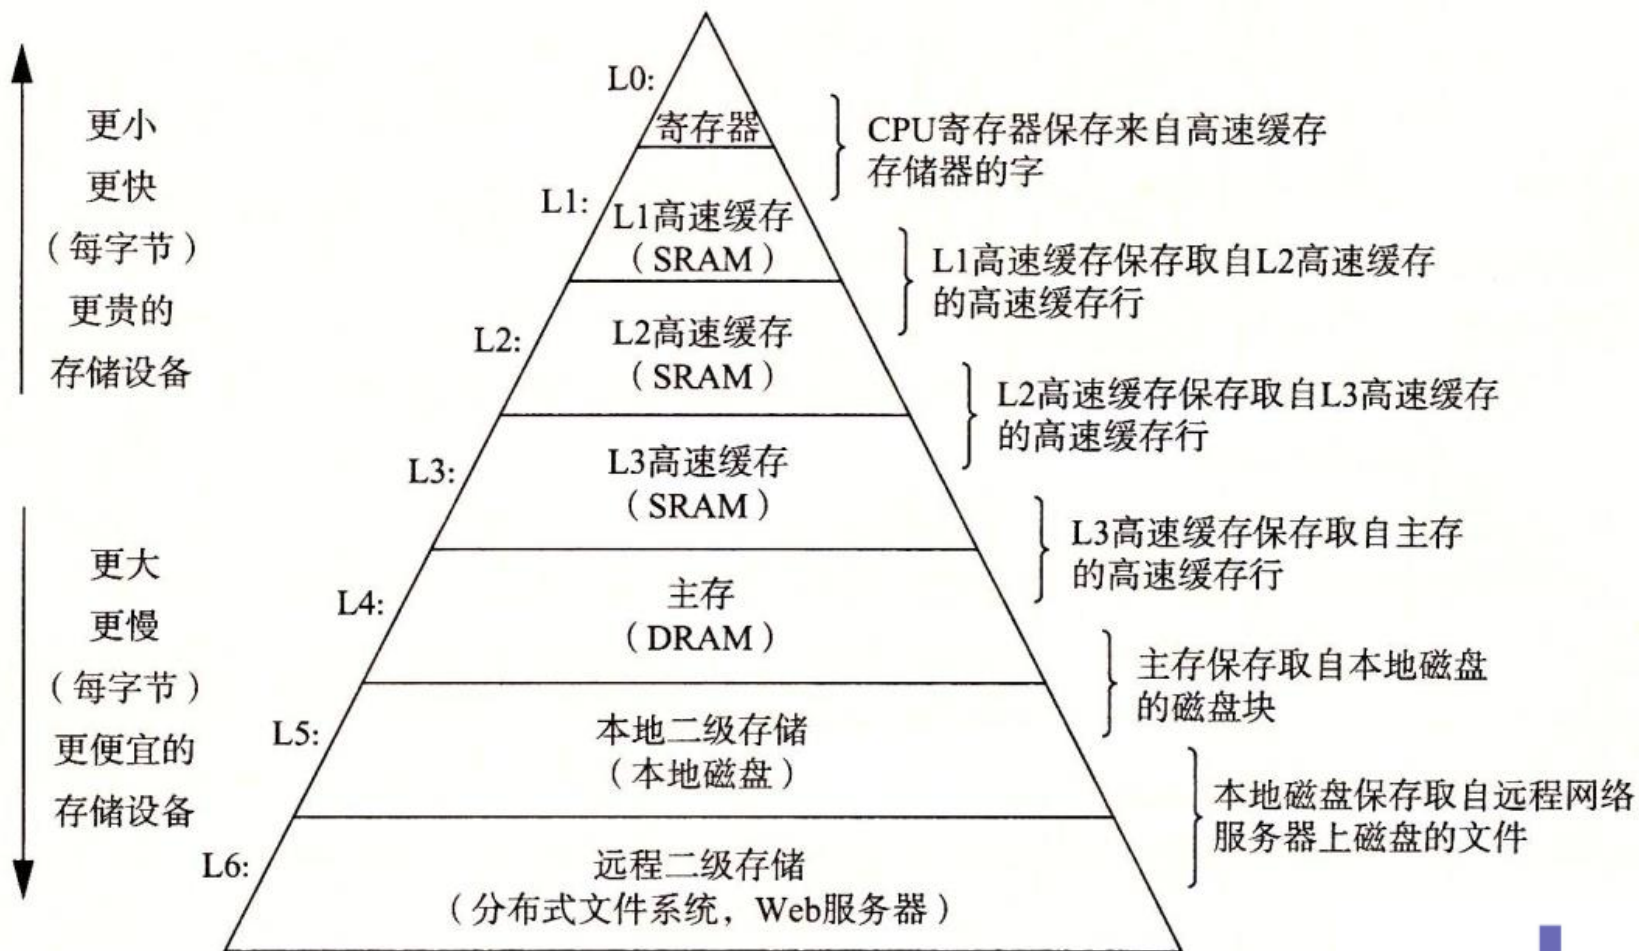 更小
更快
（每字节）
更贵的
存储设备
更大
更慢
（每字节）
更便宜的
存储设备
L0:
寄存器
L1:
L1高速缓存
（SRAM）
L2:
L2高速缓存
（SRAM）
L3:
L3高速缓存
（SRAM）
L4:
主存
（DRAM）
L5:
本地二级存储
（本地磁盘）
L6:
远程二级存储
（分布式文件系统，Web服务器）
CPU寄存器保存来自高速缓存
存储器的字
L1高速缓存保存取自L2高速缓存
的高速缓存行
L2高速缓存保存取自L3高速缓存
的高速缓存行
L3高速缓存保存取自主存
的高速缓存行
主存保存取自本地磁盘
的磁盘块
本地磁盘保存取自远程网络
服务器上磁盘的文件